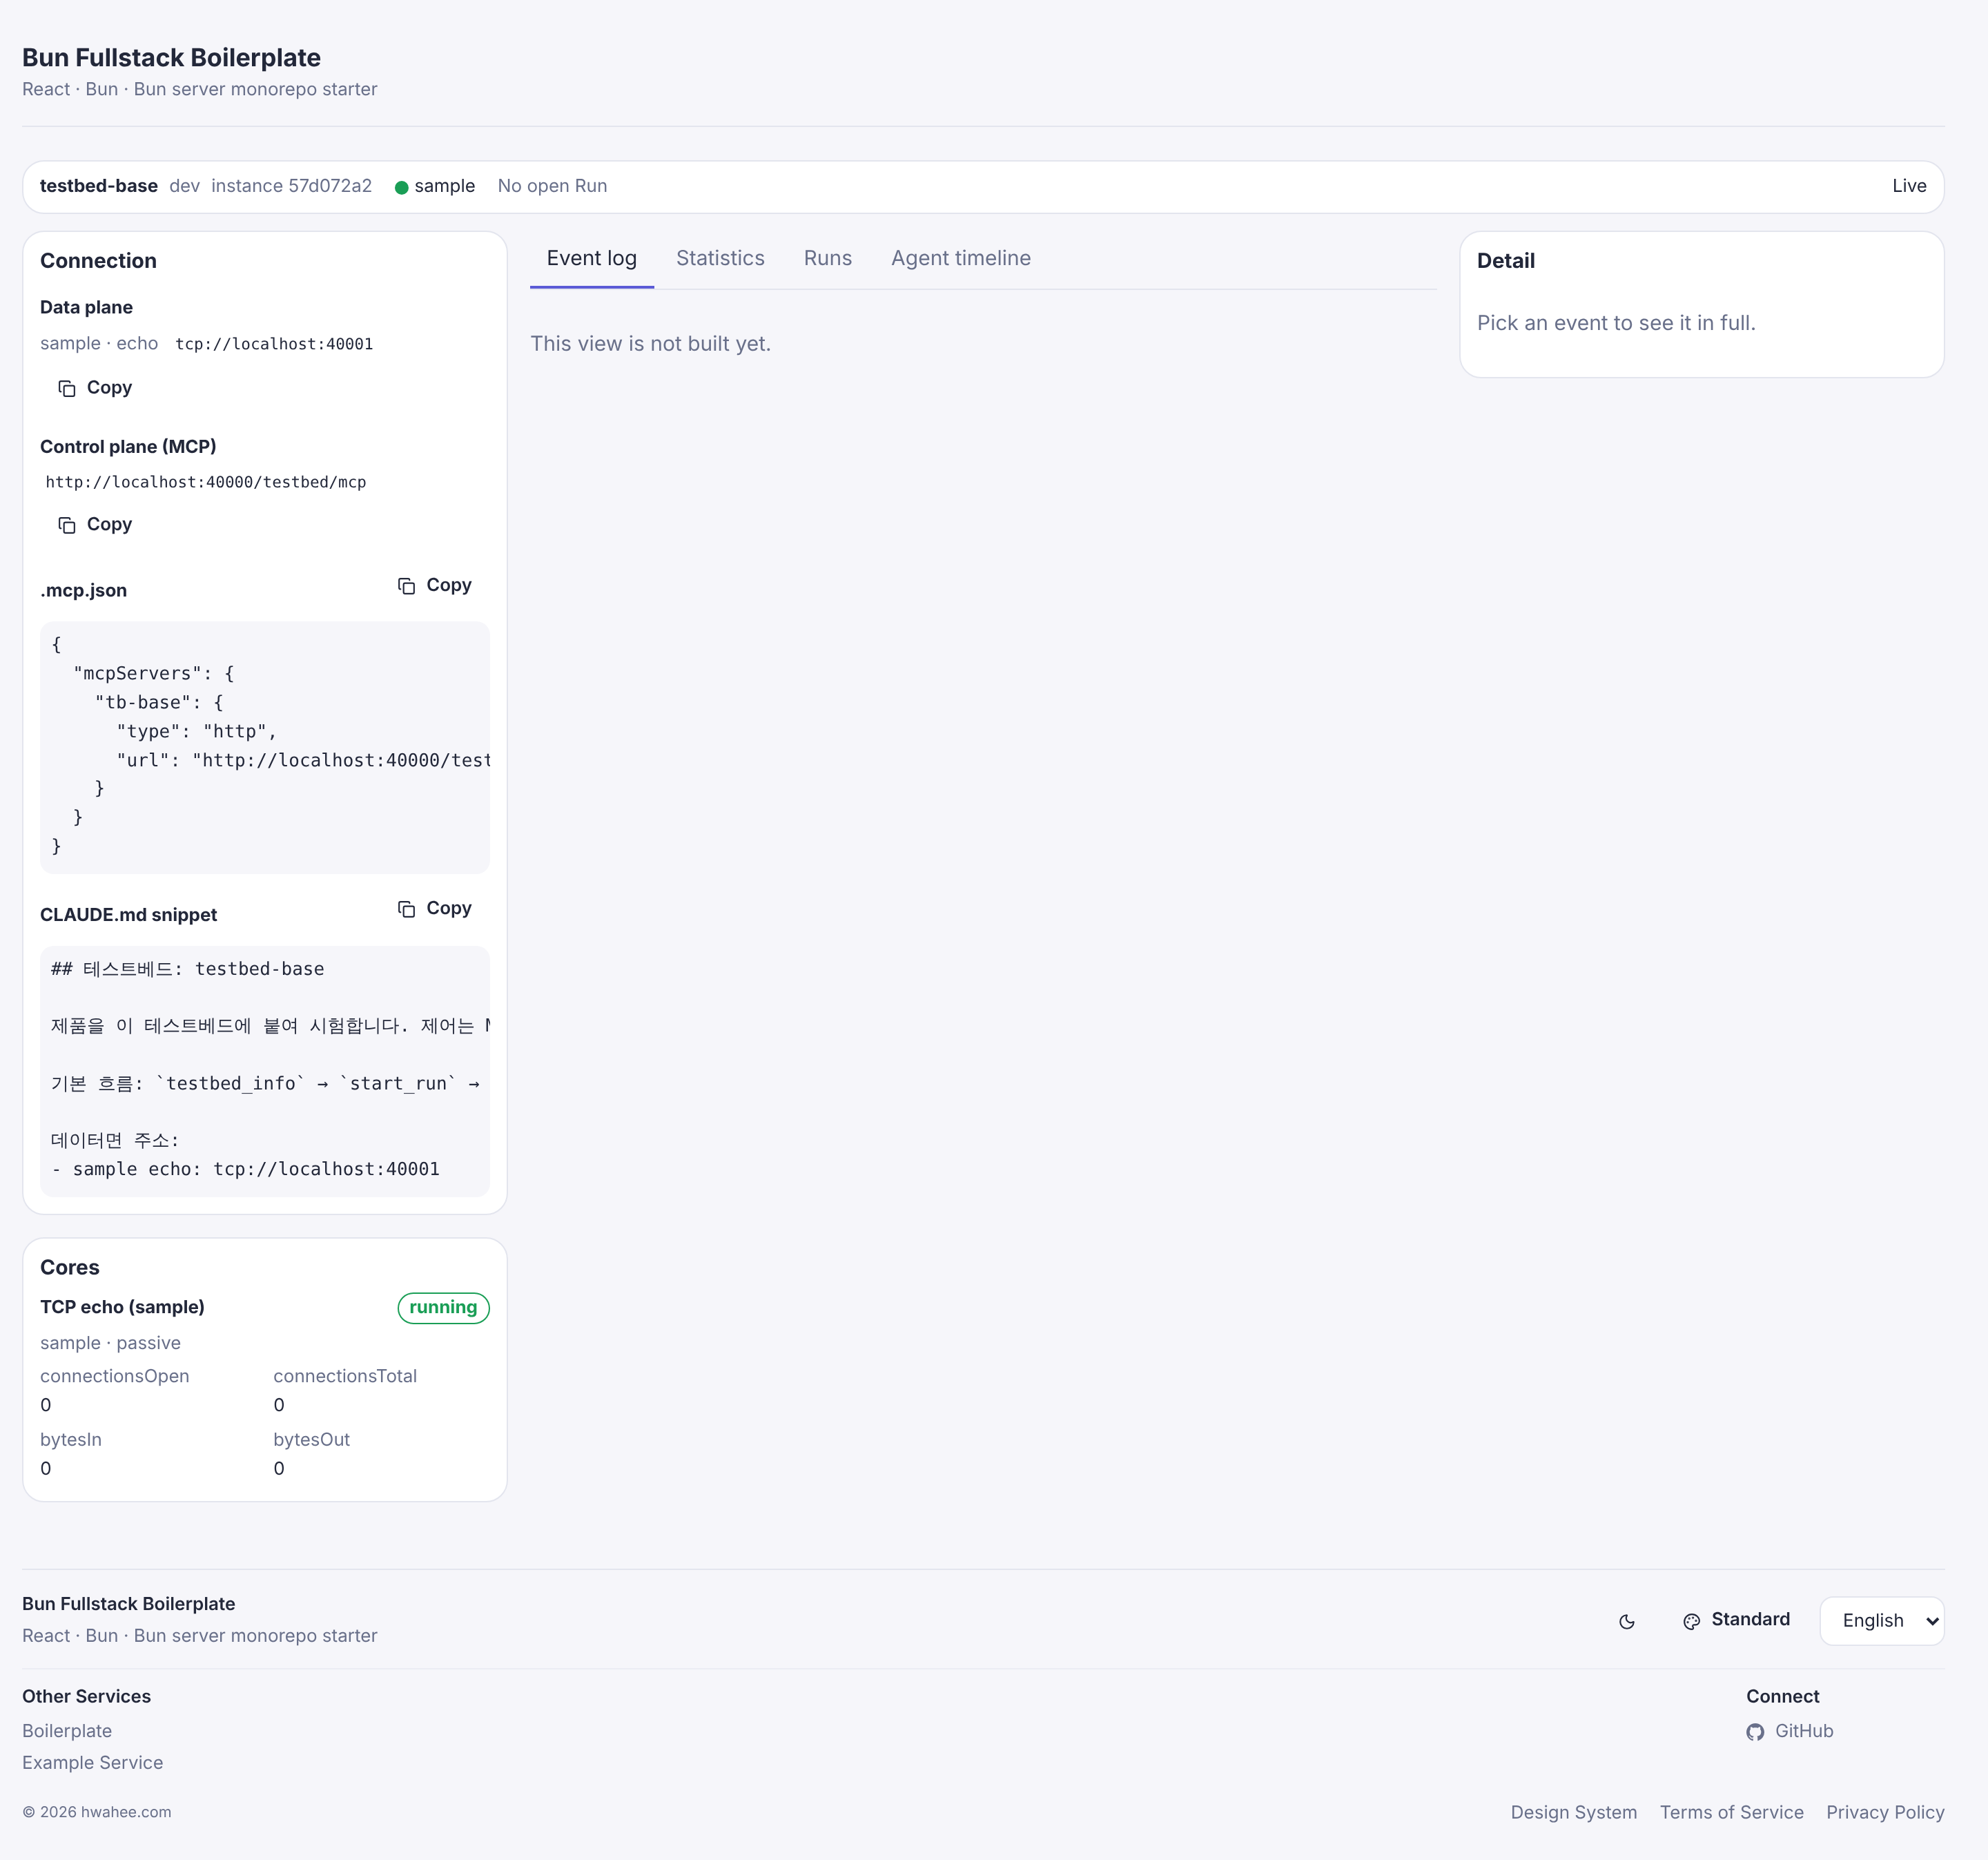 Bun Fullstack Boilerplate
React · Bun · Bun server monorepo starter
testbed-base dev instance 57d072a2 sample No open Run Live
Connection
Data plane
sample · echo tcp://localhost:40001
Copy
Control plane (MCP)
http://localhost:40000/testbed/mcp
Copy
.mcp.json Copy
{
  "mcpServers": {
    "tb-base": {
      "type": "http",
      "url": "http://localhost:40000/test
    }
  }
}
CLAUDE.md snippet Copy
## 테스트베드: testbed-base
제품을 이 테스트베드에 붙여 시험합니다. 제어는
기본 흐름: `testbed_info` → `start_run` →
데이터면 주소:
- sample echo: tcp://localhost:40001
Cores
TCP echo (sample) running
sample · passive
connectionsOpen connectionsTotal
0 0
bytesIn bytesOut
0 0
Event log Statistics Runs Agent timeline
This view is not built yet.
Detail
Pick an event to see it in full.
Bun Fullstack Boilerplate
React · Bun · Bun server monorepo starter
Standard English
Other Services
Boilerplate
Example Service
Connect
GitHub
© 2026 hwahee.com
Design System Terms of Service Privacy Policy